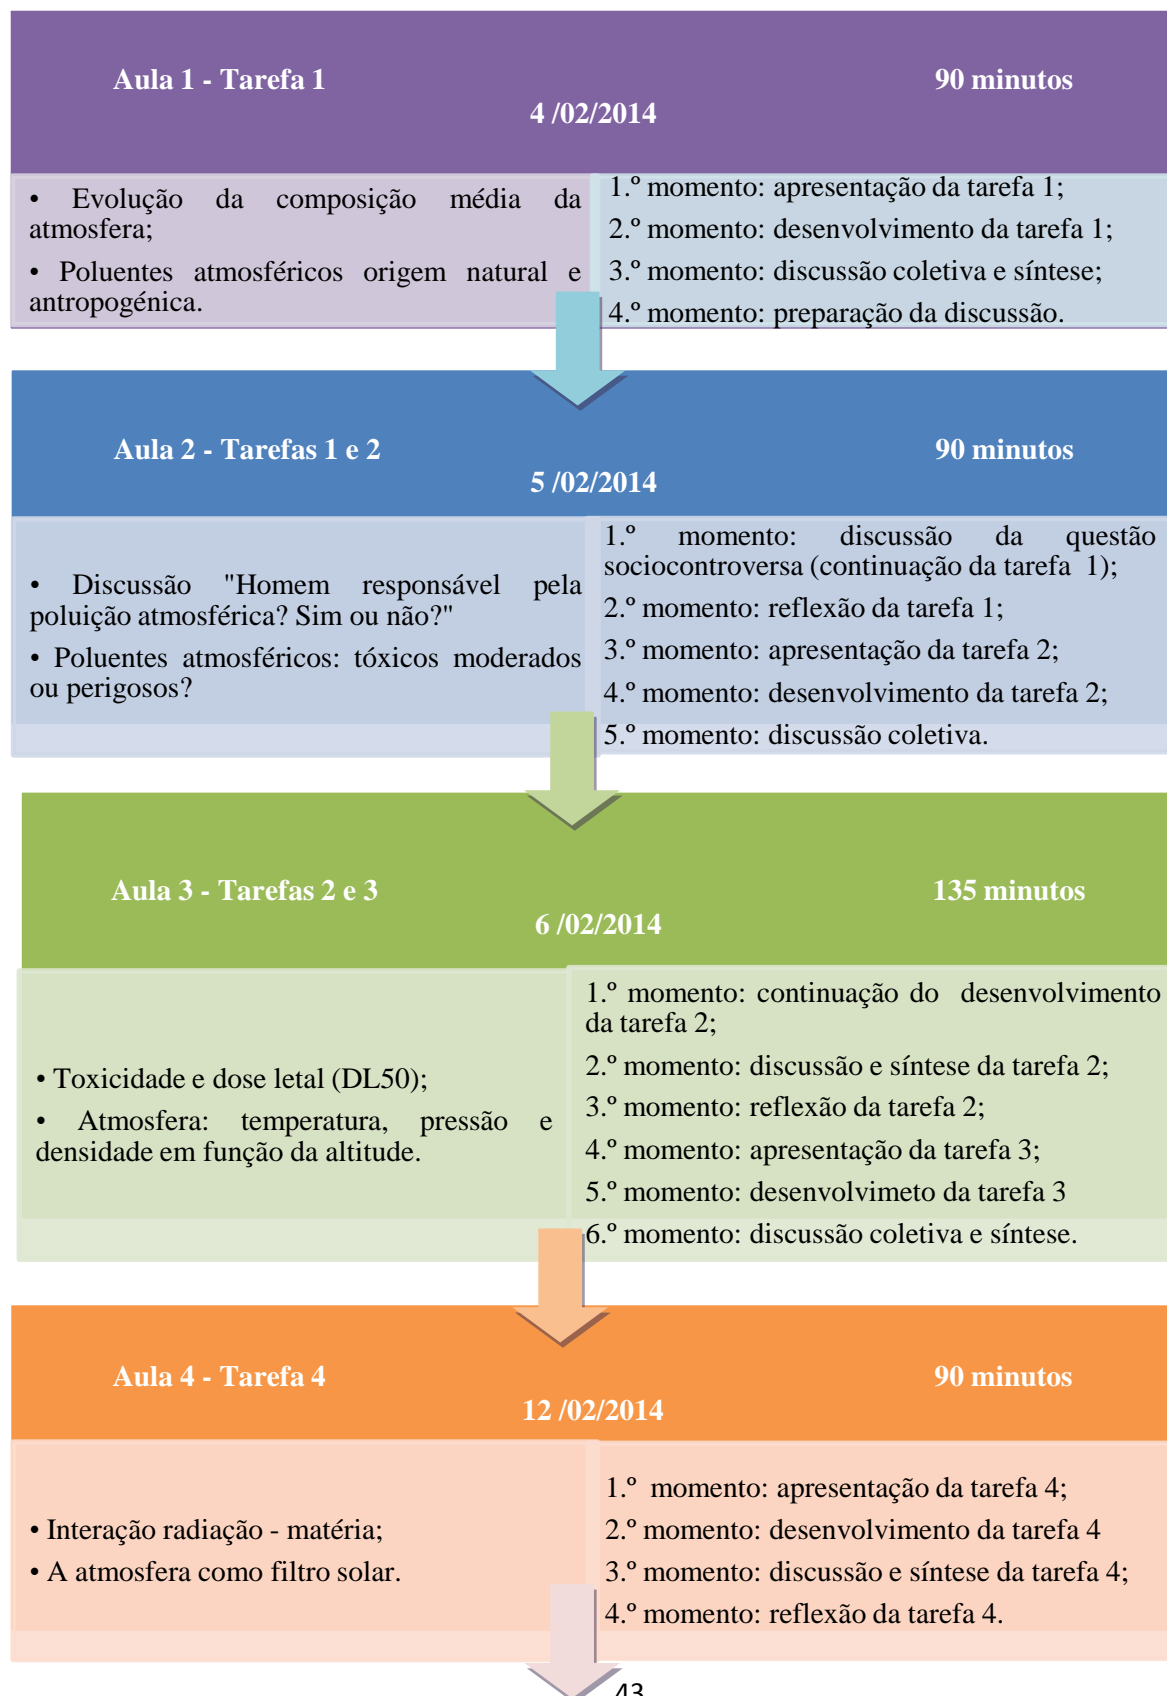 Aula 1 - Tarefa 1 90 minutos
4 /02/2014
• Evolução da composição média da
atmosfera;
• Poluentes atmosféricos origem natural e
antropogénica.
1.º momento: apresentação da tarefa 1;
2.º momento: desenvolvimento da tarefa 1;
3.º momento: discussão coletiva e síntese;
4.º momento: preparação da discussão.
Aula 2 - Tarefas 1 e 2 90 minutos
5 /02/2014
• Discussão "Homem responsável pela
poluição atmosférica? Sim ou não?"
• Poluentes atmosféricos: tóxicos moderados
ou perigosos?
1.º momento: discussão da questão
sociocontroversa (continuação da tarefa 1);
2.º momento: reflexão da tarefa 1;
3.º momento: apresentação da tarefa 2;
4.º momento: desenvolvimento da tarefa 2;
5.º momento: discussão coletiva.
Aula 3 - Tarefas 2 e 3 135 minutos
6 /02/2014
• Toxicidade e dose letal (DL50);
• Atmosfera: temperatura, pressão e
densidade em função da altitude.
1.º momento: continuação do desenvolvimento
da tarefa 2;
2.º momento: discussão e síntese da tarefa 2;
3.º momento: reflexão da tarefa 2;
4.º momento: apresentação da tarefa 3;
5.º momento: desenvolvimeto da tarefa 3
6.º momento: discussão coletiva e síntese.
Aula 4 - Tarefa 4 90 minutos
12 /02/2014
• Interação radiação - matéria;
• A atmosfera como filtro solar.
1.º momento: apresentação da tarefa 4;
2.º momento: desenvolvimento da tarefa 4
3.º momento: discussão e síntese da tarefa 4;
4.º momento: reflexão da tarefa 4.
43